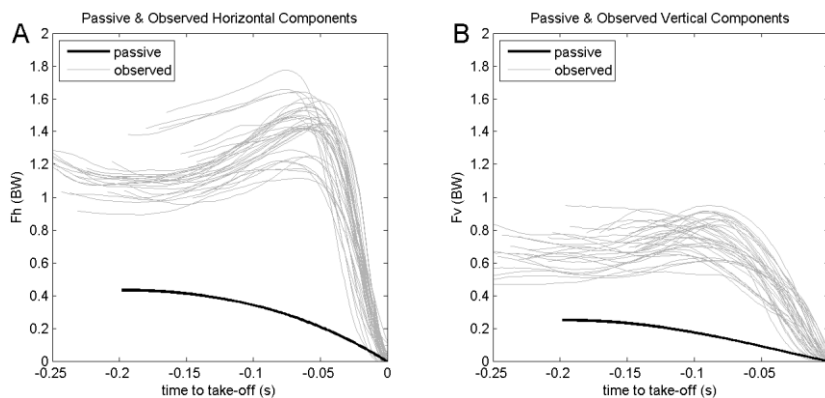 Passive & Observed Horizontal Components
A
passive
observed
Fh (BW)
2
1.8
1.6
1.4
1.2
1
0.8
0.6
0.4
0.2
0
-0.25 -0.2 -0.15 -0.1 -0.05 0
time to take-off (s)
Passive & Observed Vertical Components
B
passive
observed
Fv (BW)
2
1.8
1.6
1.4
1.2
1
0.8
0.6
0.4
0.2
0
-0.25 -0.2 -0.15 -0.1 -0.05 0
time to take-off (s)